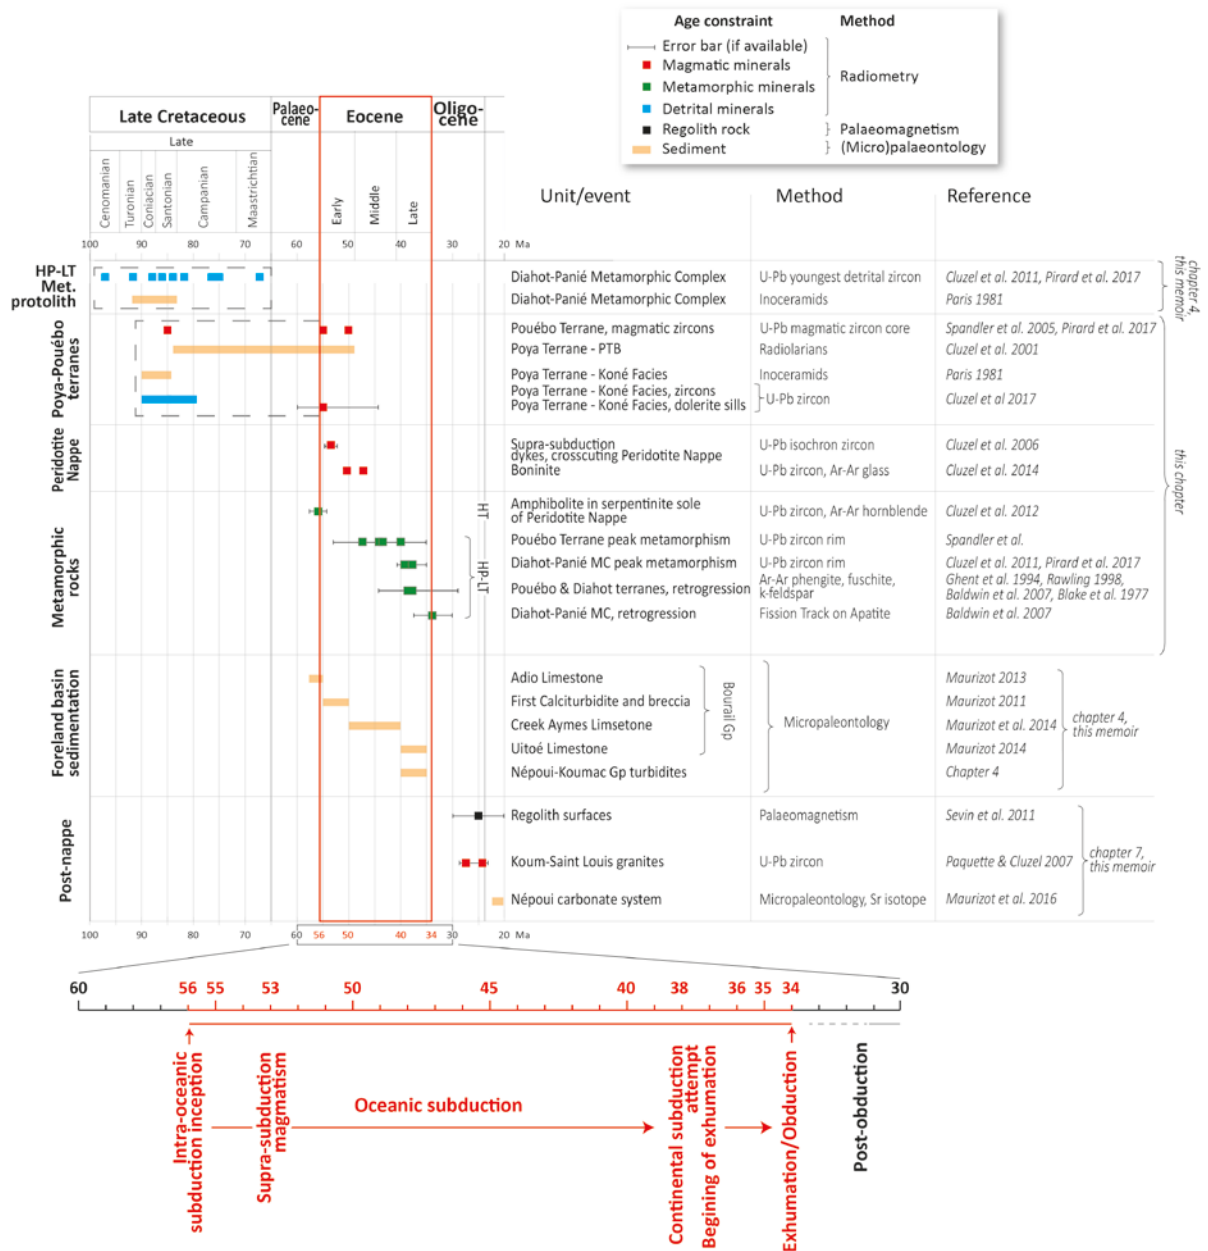 Age constraint Method
Error bar (if available)
Magmatic minerals
Radiometry
Metamorphic minerals
Detrital minerals
Regolith rock Palaeomagnetism
Sediment (Micro)palaeontology
Late Cretaceous Palaeo-cene Eocene Oligo-cene
Late
Cenomanian Turonian Coniacian Santonian Campanian Maastrichtian Early Middle Late
Unit/event Method Reference
100 90 80 70 60 50 40 30 20 Ma
HP-LT
Met.
protolith
Diahot-Panié Metamorphic Complex U-Pb youngest detrital zircon Cluzel et al. 2011, Pirard et al. 2017
Diahot-Panié Metamorphic Complex Inoceramids Paris 1981
chapter 4,
this memoir
Poya-Pouébo
terranes
Pouébo Terrane, magmatic zircons U-Pb magmatic zircon core Spandler et al. 2005, Pirard et al. 2017
Poya Terrane - PTB Radiolarians Cluzel et al. 2001
Poya Terrane - Koné Facies Inoceramids Paris 1981
Poya Terrane - Koné Facies, zircons
Poya Terrane - Koné Facies, dolerite sills
U-Pb zircon Cluzel et al 2017
Peridotite
Nappe
Supra-subduction
dykes, crosscuting Peridotite Nappe
U-Pb isochron zircon Cluzel et al. 2006
Boninite U-Pb zircon, Ar-Ar glass Cluzel et al. 2014
this chapter
Metamorphic
rocks
HT
Amphibolite in serpentinite sole
of Peridotite Nappe
U-Pb zircon, Ar-Ar hornblende Cluzel et al. 2012
HP-LT
Pouébo Terrane peak metamorphism U-Pb zircon rim Spandler et al.
Diahot-Panié MC peak metamorphism U-Pb zircon rim Cluzel et al. 2011, Pirard et al. 2017
Pouébo & Diahot terranes, retrogression
Ar-Ar phengite, fuschite,
k-feldspar
Ghent et al. 1994, Rawling 1998,
Baldwin et al. 2007, Blake et al. 1977
Diahot-Panié MC, retrogression Fission Track on Apatite Baldwin et al. 2007
Foreland basin
sedimentation
Adio Limestone Maurizot 2013
First Calciturbidite and breccia Maurizot 2011
Creek Aymes Limsetone Maurizot et al. 2014
Uitoé Limestone Maurizot 2014
Népoui-Koumac Gp turbidites Chapter 4
Bourail Gp
Micropaleontology
chapter 4,
this memoir
Post-nappe
Regolith surfaces Palaeomagnetism Sevin et al. 2011
Koum-Saint Louis granites U-Pb zircon Paquette & Cluzel 2007
Népoui carbonate system Micropaleontology, Sr isotope Maurizot et al. 2016
chapter 7,
this memoir
100 90 80 70 60 56 50 40 34 30 20 Ma
60 56 55 53 50 45 40 38 36 35 34 30
Intra-oceanic
subduction inception
Supra-subduction
magmatism
Oceanic subduction
Continental subduction
attempt
Begining of exhumation
Exhumation/Obduction
Post-obduction